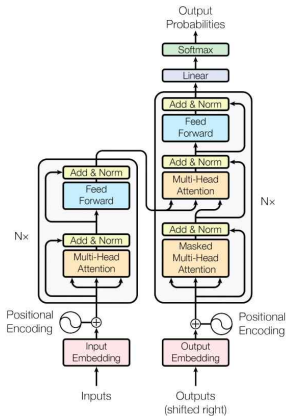 Output
Probabilities
Softmax
Linear
Add & Norm
Feed
Forward
Add & Norm
Multi-Head
Attention
Add & Norm
Masked
Multi-Head
Attention
N×
Add & Norm
Feed
Forward
Add & Norm
Multi-Head
Attention
N×
Positional
Encoding
Input
Embedding
Inputs
Positional
Encoding
Output
Embedding
Outputs
(shifted right)